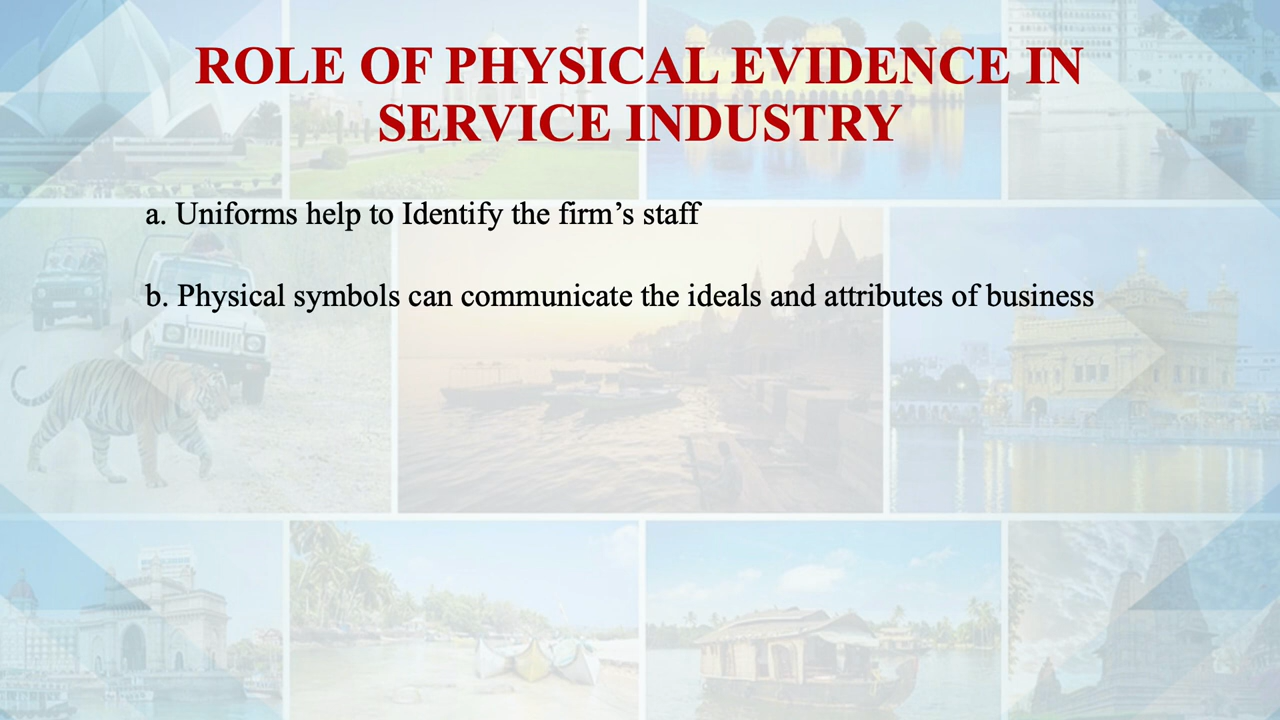 ROLE OF PHYSICAL EVIDENCE IN
SERVICE INDUSTRY
a. Uniforms help to Identify the firm’s staff
b. Physical symbols can communicate the ideals and attributes of business